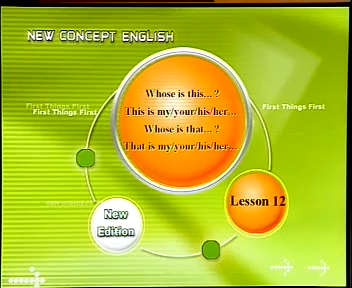 NEW CONCEPT ENGLISH
Whose is this... ?
This is my/your/his/her...
Whose is that... ?
That is my/your/his/her...
First Things First
First Things First
First Things First
Lesson 12
New
Edition